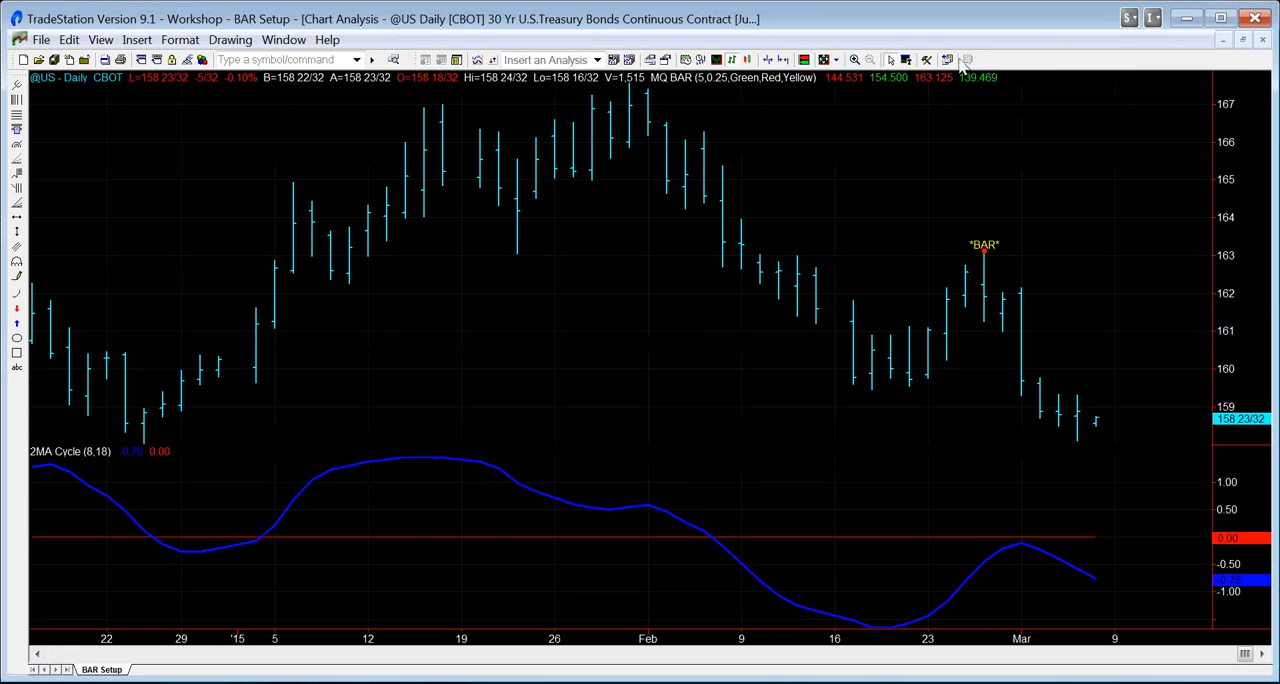 TradeStation Version 9.1 - Workshop - BAR Setup - [Chart Analysis - @US Daily [CBOT] 30 Yr U.S.Treasury Bonds Continuous Contract [Ju...]
S I
File Edit View Insert Format Drawing Window Help
Type a symbol/command Insert an Analysis
@US - Daily CBOT L=158 23/32 -5/32 -0.10% B=158 22/32 A=158 23/32 O=158 18/32 Hi=158 24/32 Lo=158 16/32 V=1,515 MQ BAR (5,0.25,Green,Red,Yellow) 144.531 154.500 163.125 139.469
167
166
165
164
*BAR*
163
162
161
160
159
158 23/32
abc
2MA Cycle (8,18) -0.76 0.00
1.00
0.50
0.00
-0.50
-0.76
-1.00
22 29 '15 5 12 19 26 Feb 9 16 23 Mar 9
BAR Setup